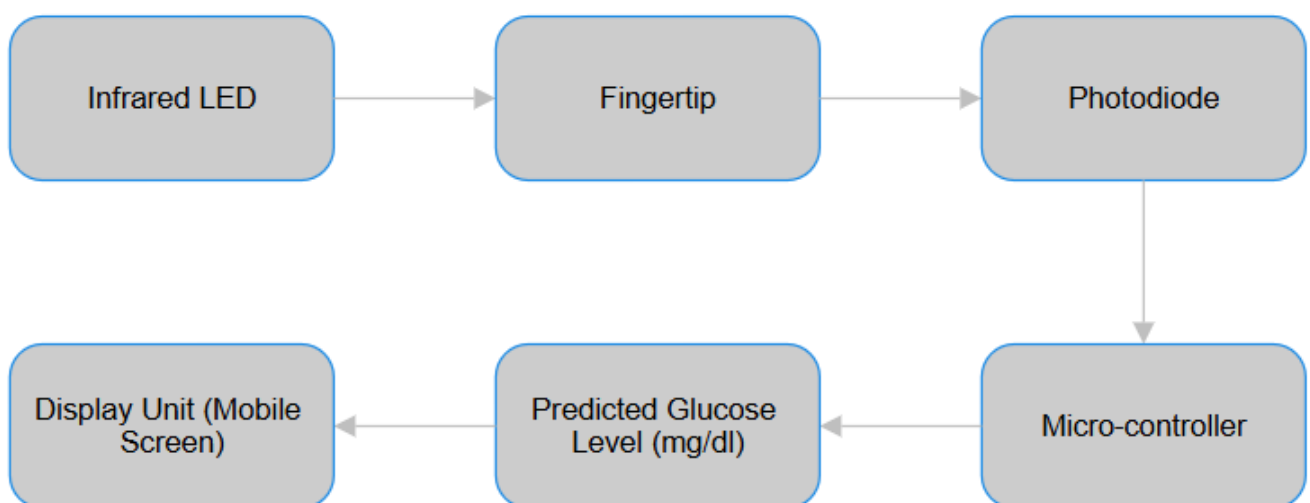 Infrared LED
Fingertip
Photodiode
Display Unit (Mobile
Screen)
Predicted Glucose
Level (mg/dl)
Micro-controller